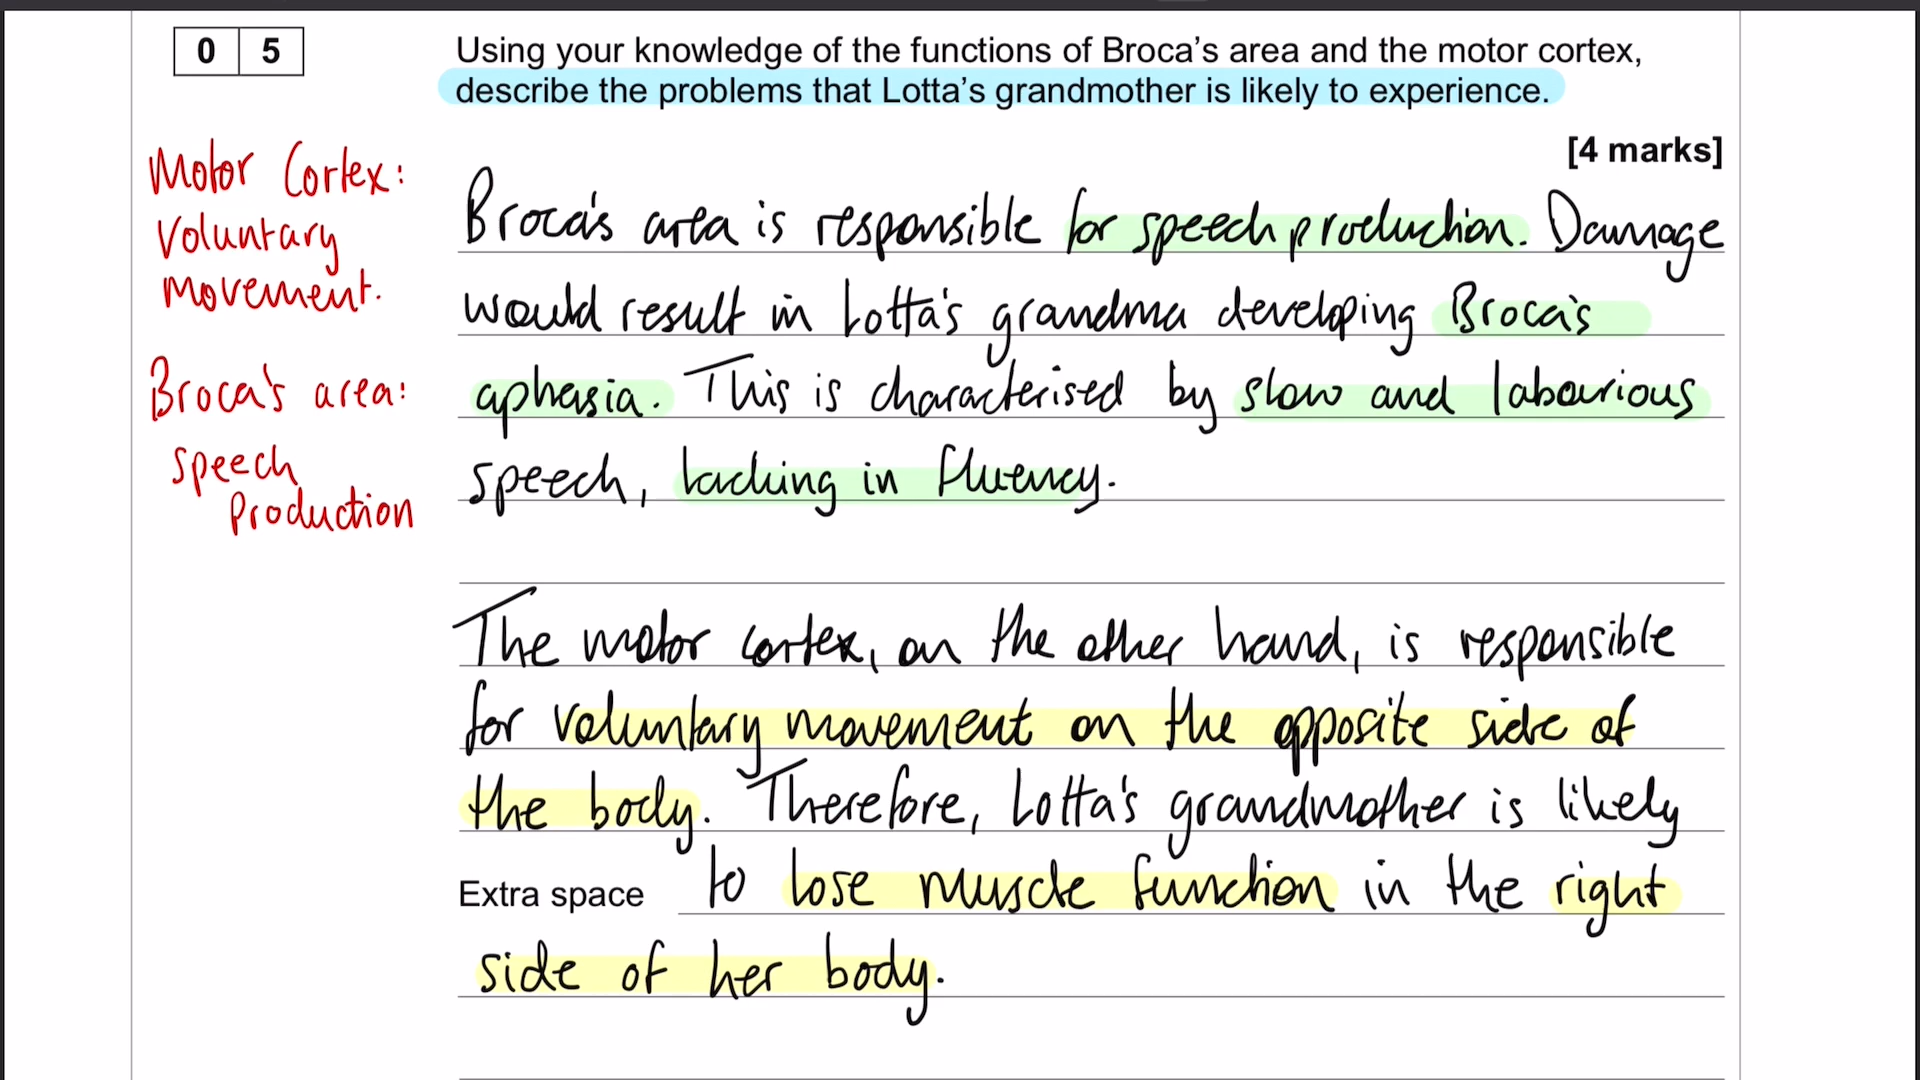 0 5
Using your knowledge of the functions of Broca's area and the motor cortex,
describe the problems that Lotta's grandmother is likely to experience.
[4 marks]
Motor Cortex:
Voluntary
Movement.
Broca's area:
Speech
Production
Broca's area is responsible for speech production. Damage
would result in Lotta's grandma developing Broca's
aphasia. This is characterised by slow and labourious
speech, lacking in fluency.
The motor cortex, on the other hand, is responsible
for voluntary movement on the opposite side of
the body. Therefore, Lotta's grandmother is likely
Extra space to lose muscle function in the right
side of her body.